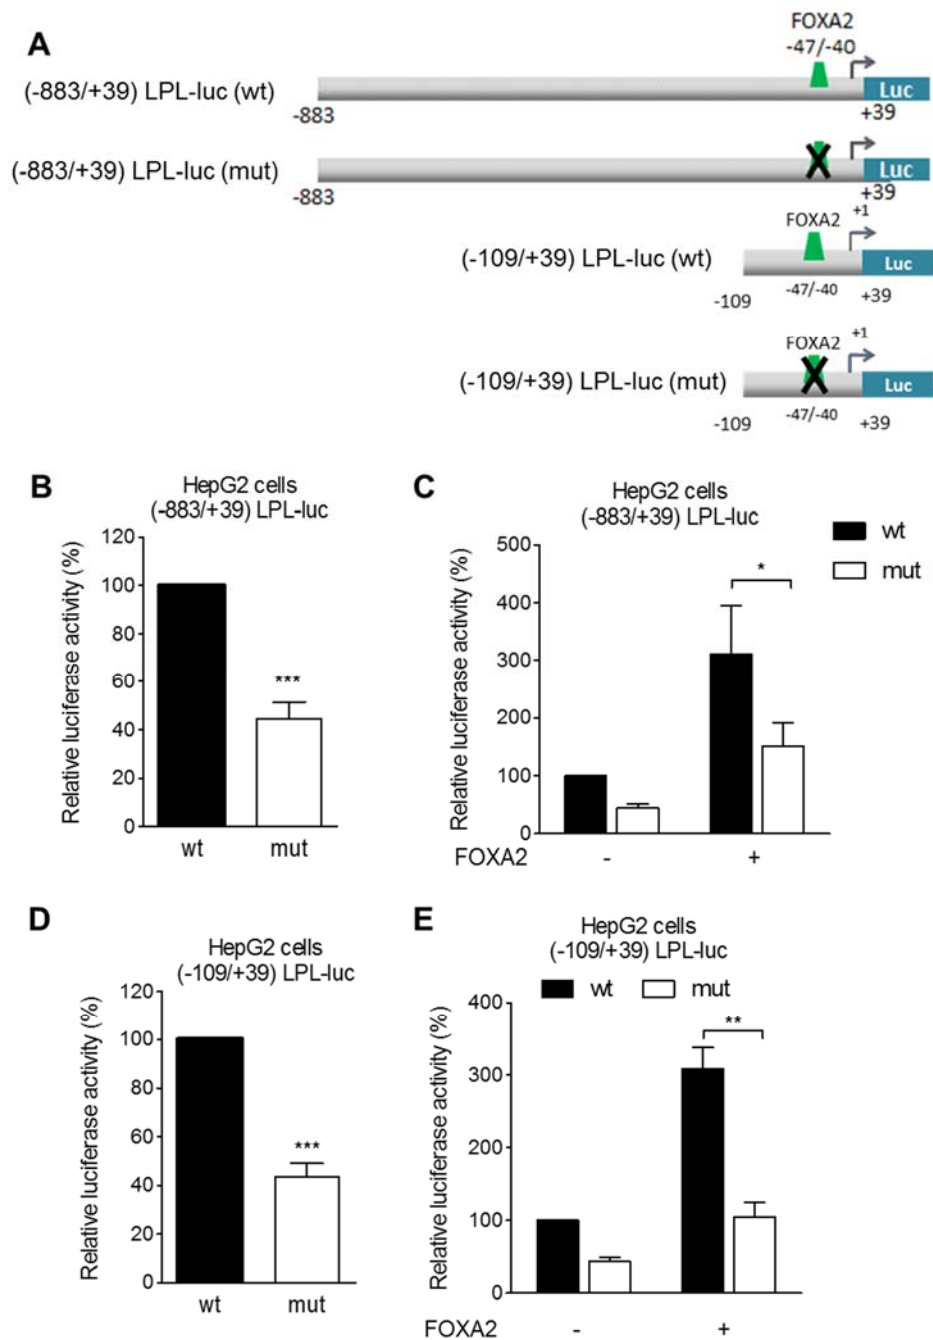 A
FOXA2
-47/-40
(-883/+39) LPL-luc (wt)
Luc
-883
+39
(-883/+39) LPL-luc (mut)
Luc
-883
+39
FOXA2
+1
(-109/+39) LPL-luc (wt)
Luc
-109
-47/-40
+39
FOXA2
+1
(-109/+39) LPL-luc (mut)
Luc
-109
-47/-40
+39
B
HepG2 cells
(-883/+39) LPL-luc
Relative luciferase activity (%)
120
100
80
60
40
20
0
***
wt
mut
C
HepG2 cells
(-883/+39) LPL-luc
wt
mut
Relative luciferase activity (%)
500
400
300
200
100
0
*
FOXA2
-
+
D
HepG2 cells
(-109/+39) LPL-luc
Relative luciferase activity (%)
120
100
80
60
40
20
0
***
wt
mut
E
HepG2 cells
(-109/+39) LPL-luc
wt
mut
Relative luciferase activity (%)
400
300
200
100
0
**
FOXA2
-
+